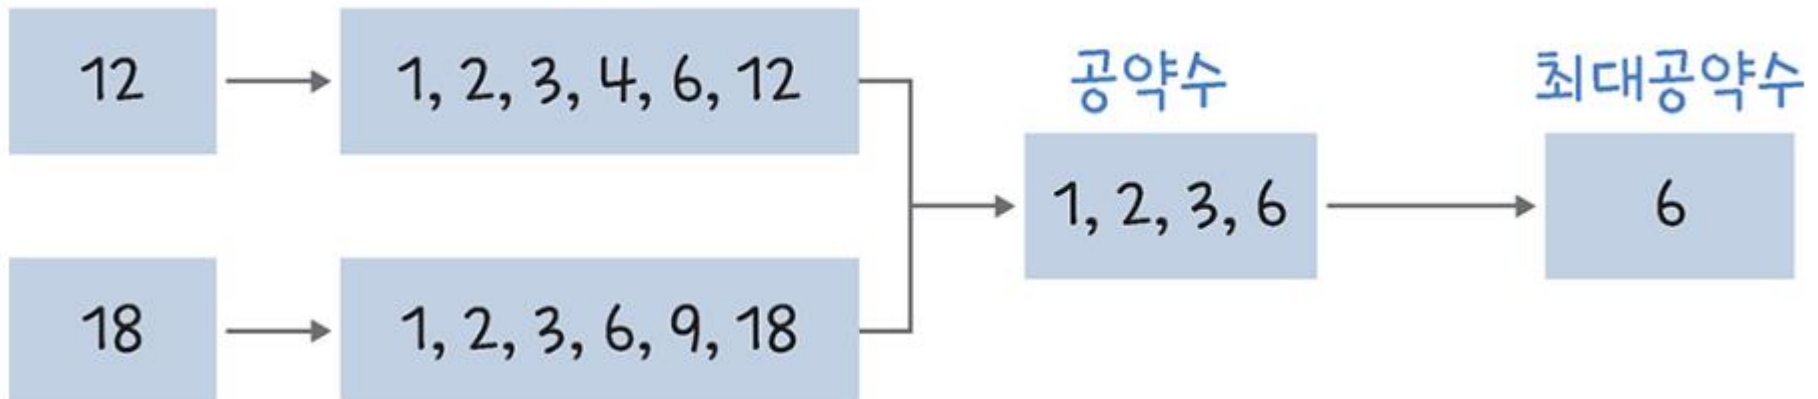 12
1, 2, 3, 4, 6, 12
18
1, 2, 3, 6, 9, 18
공약수
1, 2, 3, 6
최대공약수
6